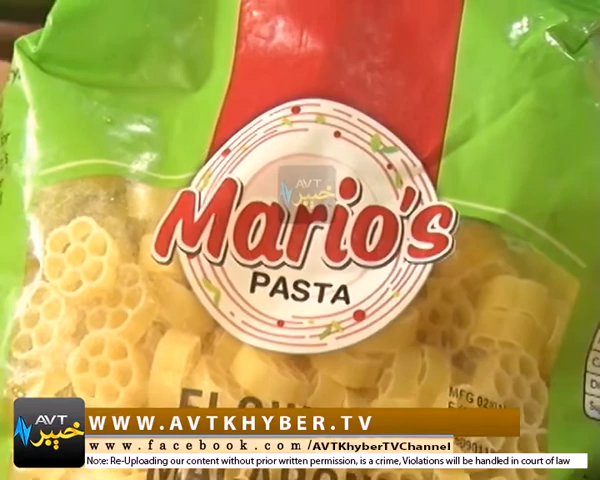 AVT
خیبر
Mario's
PASTA
AVT
خیبر
WWW.AVTKHYBER.TV
www.facebook.com/AVTKhyberTVChannel
Note: Re-Uploading our content without prior written permission, is a crime, Violations will be handled in court of law